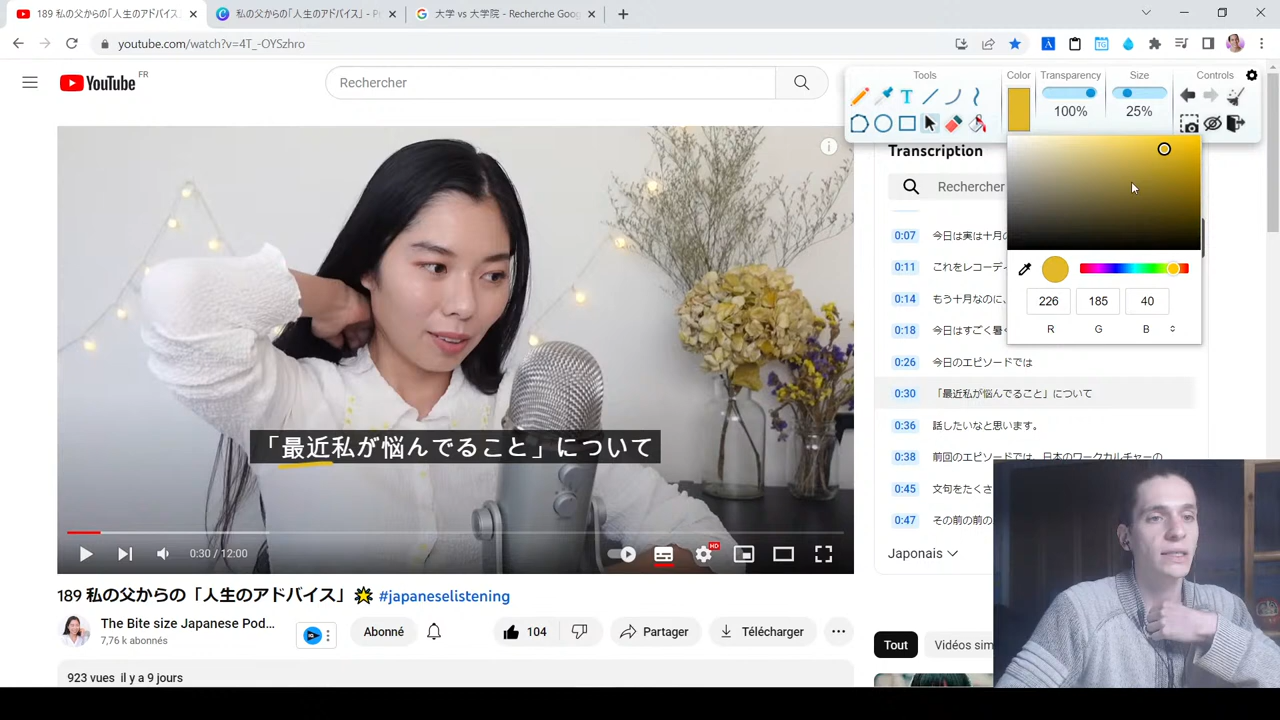 189 私の父からの「人生のアドバイス」
私の父からの「人生のアドバイス」 - P
大学 vs 大学院 - Recherche Goog
youtube.com/watch?v=4T_-OYSzhro
YouTube FR
Rechercher
Tools
Color
Transparency
Size
Controls
100%
25%
Transcription
Rechercher
0:07 今日は実は十月の
0:11 これをレコーディ
0:14 もう十月なのに、
0:18 今日はすごく暑
0:26 今日のエピソードでは
0:30 「最近私が悩んでること」について
0:36 話したいなと思います。
0:38 前回のエピソードでは、日本のワークカルチャーの
0:45 文句をたくさ
0:47 その前の前の
Japonais
226 185 40
R G B
「最近私が悩んでること」について
0:30 / 12:00
HD
189 私の父からの「人生のアドバイス」🌟 #japaneselistening
The Bite size Japanese Pod...
7,76 k abonnés
Abonné
104
Partager
Télécharger
923 vues il y a 9 jours
Tout
Vidéos sim